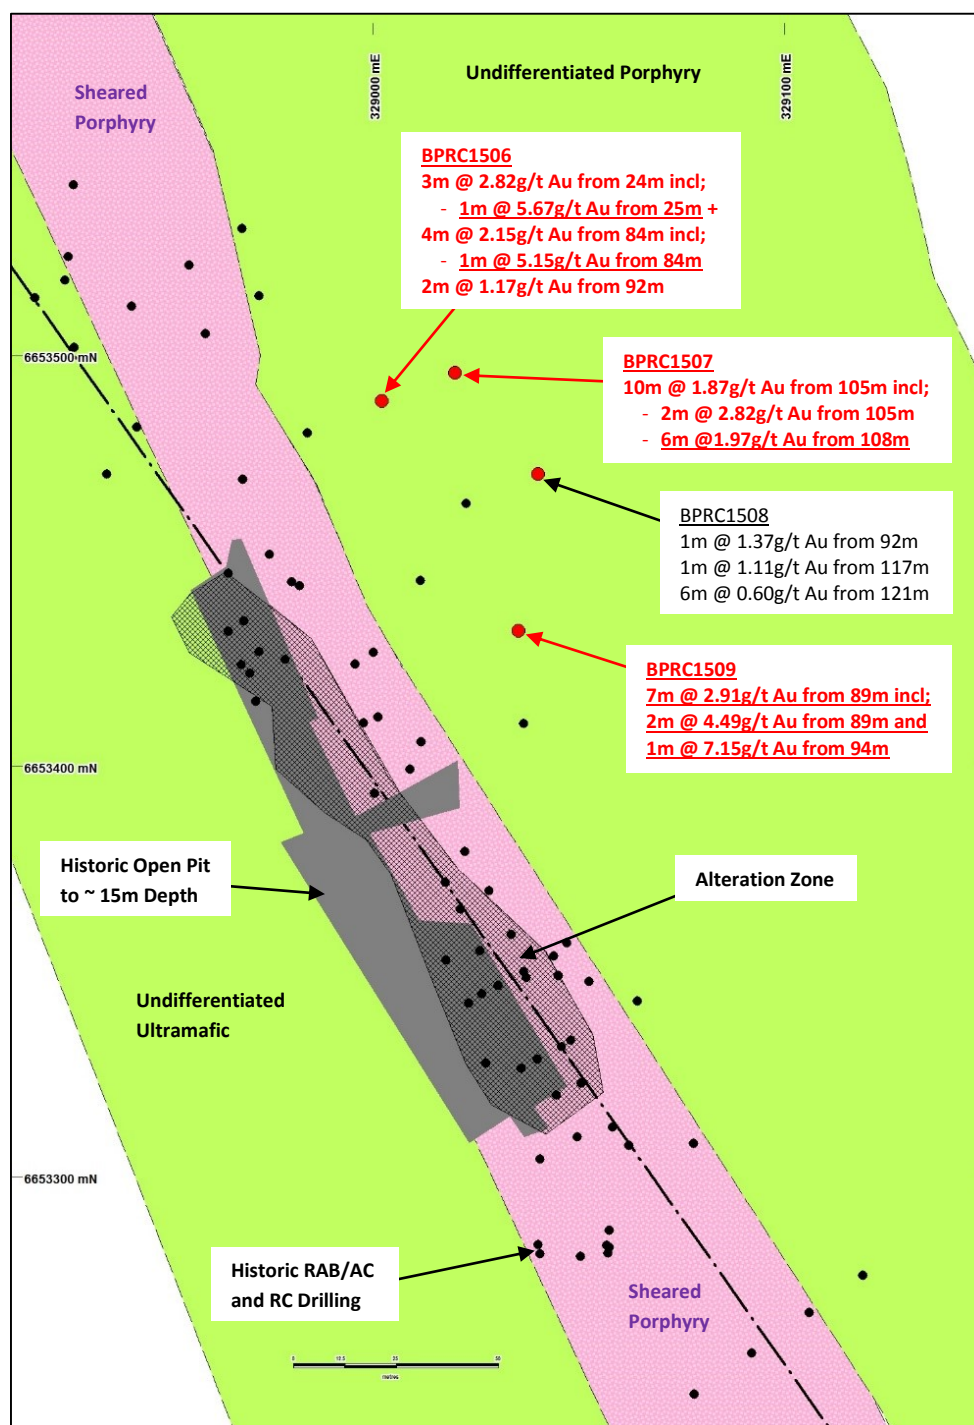 Undifferentiated Porphyry
329000 mE
329100 mE
Sheared
Porphyry
BPRC1506
3m @ 2.82g/t Au from 24m incl;
- 1m @ 5.67g/t Au from 25m +
4m @ 2.15g/t Au from 84m incl;
- 1m @ 5.15g/t Au from 84m
2m @ 1.17g/t Au from 92m
6653500 mN
BPRC1507
10m @ 1.87g/t Au from 105m incl;
- 2m @ 2.82g/t Au from 105m
- 6m @1.97g/t Au from 108m
BPRC1508
1m @ 1.37g/t Au from 92m
1m @ 1.11g/t Au from 117m
6m @ 0.60g/t Au from 121m
BPRC1509
7m @ 2.91g/t Au from 89m incl;
2m @ 4.49g/t Au from 89m and
1m @ 7.15g/t Au from 94m
6653400 mN
Historic Open Pit
to ~ 15m Depth
Alteration Zone
Undifferentiated
Ultramafic
6653300 mN
Historic RAB/AC
and RC Drilling
Sheared
Porphyry
0 12.5 25 50
metres